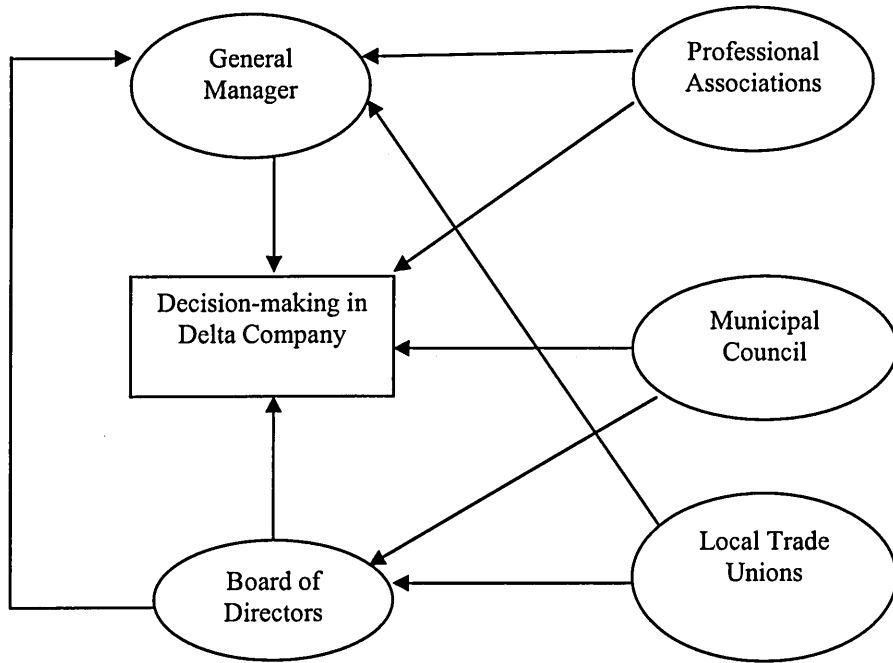 General
Manager
Professional
Associations
Decision-making in
Delta Company
Municipal
Council
Board of
Directors
Local Trade
Unions